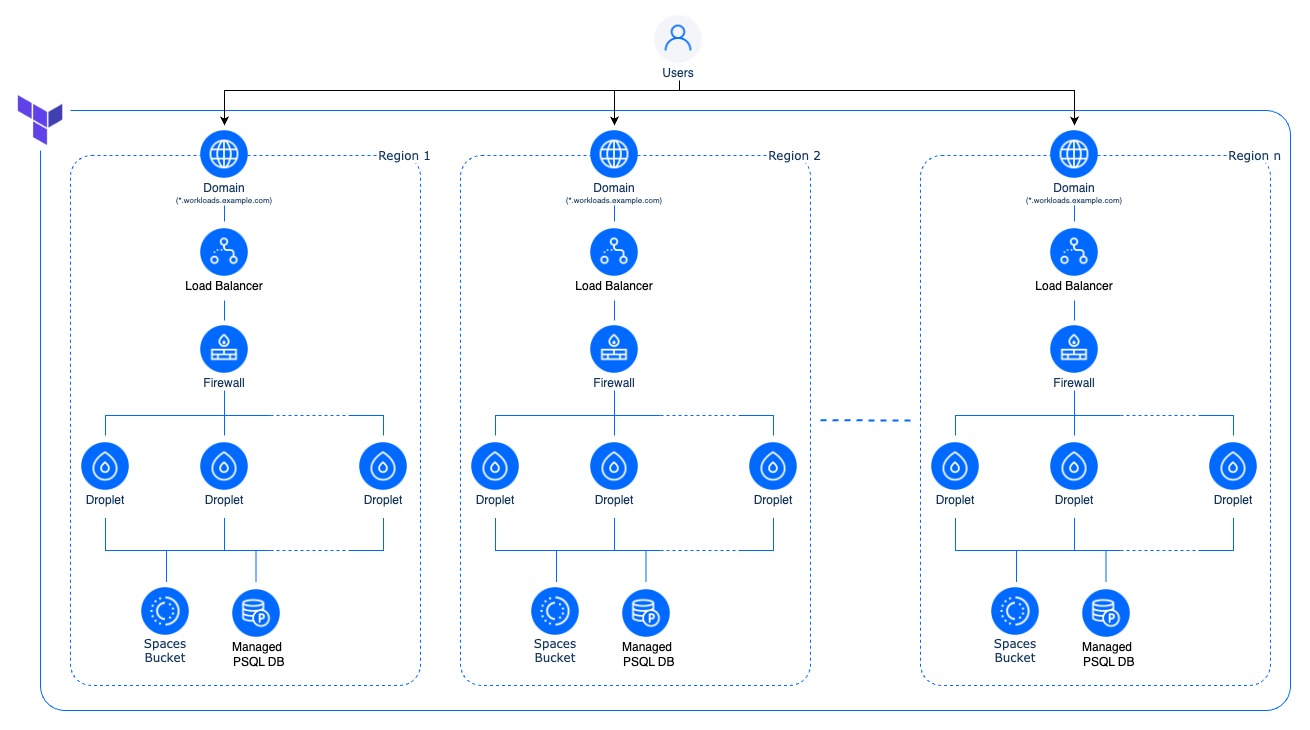 Users
Region 1
Domain
(*.workloads.example.com)
Load Balancer
Firewall
Droplet
Droplet
Droplet
Spaces
Bucket
Managed
PSQL DB
Region 2
Domain
(*.workloads.example.com)
Load Balancer
Firewall
Droplet
Droplet
Droplet
Spaces
Bucket
Managed
PSQL DB
Region n
Domain
(*.workloads.example.com)
Load Balancer
Firewall
Droplet
Droplet
Droplet
Spaces
Bucket
Managed
PSQL DB